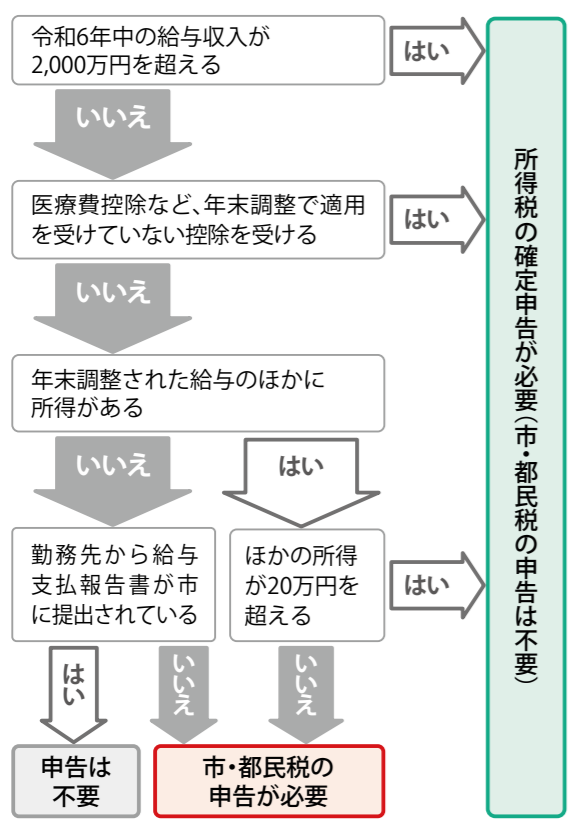 令和6年中の給与収入が
2,000万円を超える
はい
いいえ
医療費控除など、年末調整で適用
を受けていない控除を受ける
はい
いいえ
年末調整された給与のほかに
所得がある
いいえ
はい
勤務先から給与
支払報告書が市
に提出されている
ほかの所得
が20万円を
超える
はい
はい
いいえ
いいえ
申告は
不要
市・都民税の
申告が必要
所得税の確定申告が必要(市・都民税の申告は不要)